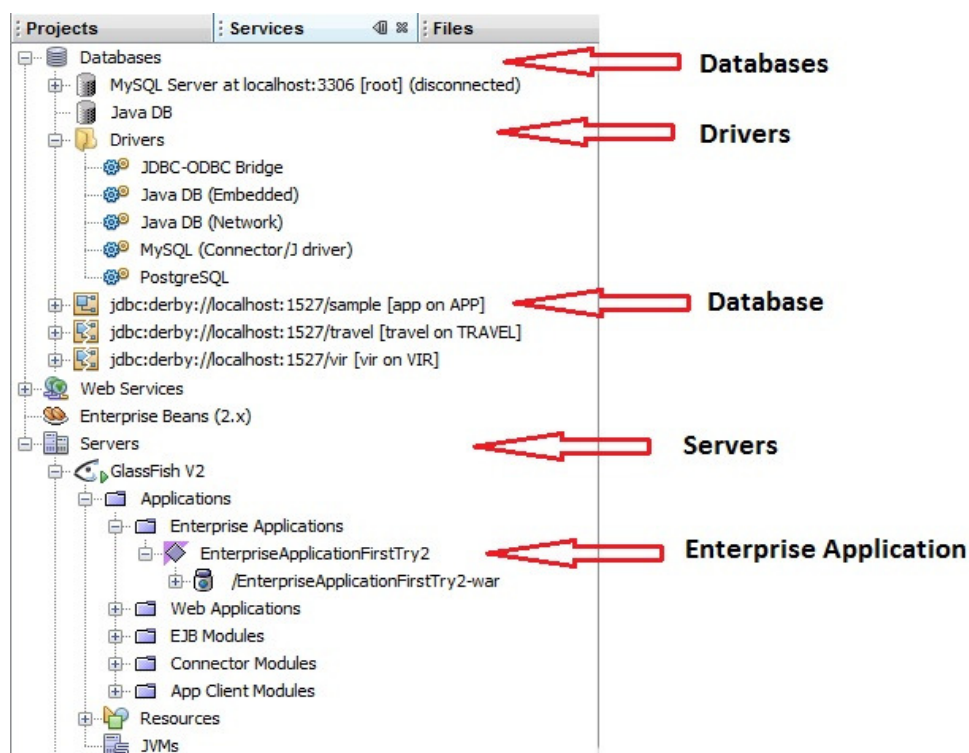 Projects Services Files
Databases
Databases
MySQL Server at localhost:3306 [root] (disconnected)
Java DB
Drivers
Drivers
JDBC-ODBC Bridge
Java DB (Embedded)
Java DB (Network)
MySQL (Connector/J driver)
PostgreSQL
jdbc:derby://localhost:1527/sample [app on APP]
Database
jdbc:derby://localhost:1527/travel [travel on TRAVEL]
jdbc:derby://localhost:1527/vir [vir on VIR]
Web Services
Enterprise Beans (2.x)
Servers
Servers
GlassFish V2
Applications
Enterprise Applications
EnterpriseApplicationFirstTry2
Enterprise Application
/EnterpriseApplicationFirstTry2-war
Web Applications
EJB Modules
Connector Modules
App Client Modules
Resources
JVMs